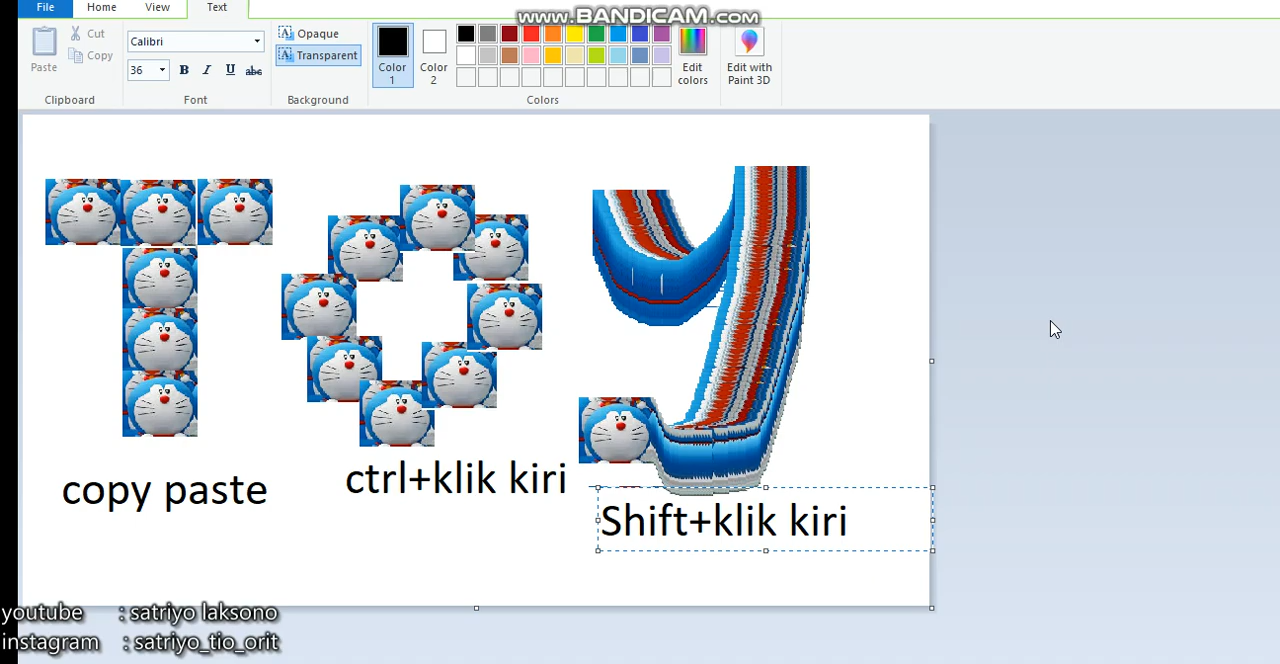 www.BANDICAM.com
File Home View Text
Paste
Cut
Copy
Clipboard
Calibri
36 B I U abc
Font
Opaque
Transparent
Background
Color 1
Color 2
Edit colors
Colors
Edit with Paint 3D
Toy
copy paste
ctrl+klik kiri
Shift+klik kiri
youtube : satriyo laksono
instagram : satriyo_tio_orit